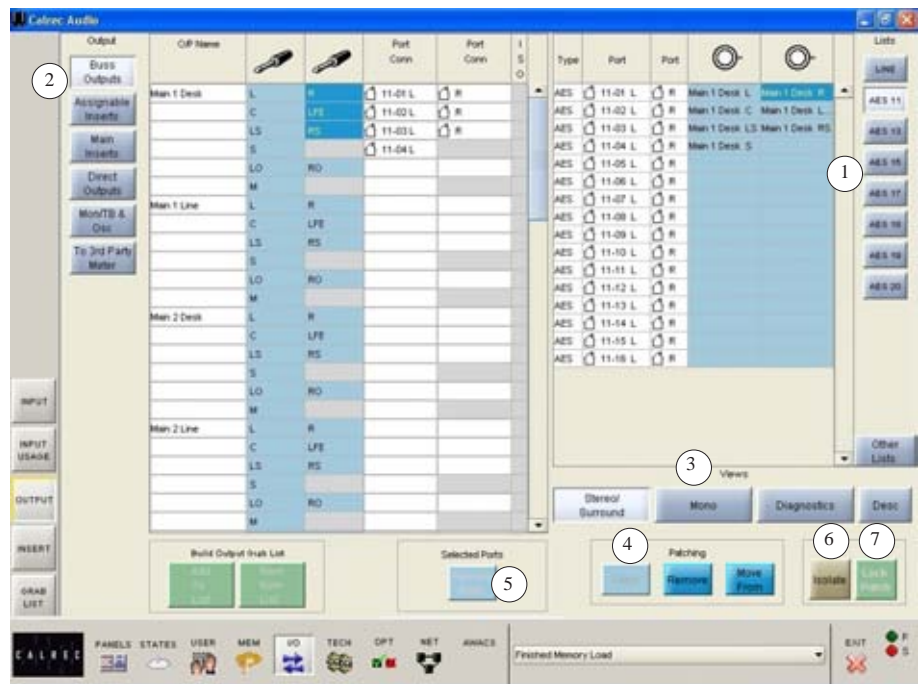 Calrec Audio
Output
O/P Name
Port Conn
Port Conn
I S O
Type
Port
Port
Lists
2
Buss Outputs
Assignable Inserts
Main Inserts
Direct Outputs
Mon/TB & Osc
To 3rd Party Meter
Main 1 Desk L R 11-01 L R
C LFE 11-02 L R
LS RS 11-03 L R
S 11-04 L
LO RO
M
Main 1 Line L R
C LFE
LS RS
S
LO RO
M
Main 2 Desk L R
C LFE
LS RS
S
LO RO
M
Main 2 Line L R
C LFE
LS RS
S
LO RO
M
AES 11-01 L R Main 1 Desk L Main 1 Desk R
AES 11-02 L R Main 1 Desk C Main 1 Desk L
AES 11-03 L R Main 1 Desk LS Main 1 Desk RS
AES 11-04 L R Main 1 Desk S
AES 11-05 L R
AES 11-06 L R
AES 11-07 L R
AES 11-08 L R
AES 11-09 L R
AES 11-10 L R
AES 11-11 L R
AES 11-12 L R
AES 11-13 L R
AES 11-14 L R
AES 11-15 L R
AES 11-16 L R
LINE
AES 11
AES 13
1
AES 15
AES 17
AES 18
AES 19
AES 20
Other Lists
INPUT
INPUT USAGE
OUTPUT
INSERT
GRAB LIST
3
Views
Stereo/ Surround
Mono
Diagnostics
Desc
Build Output Grab List
Selected Ports
5
4
Patching
Remove
Move From
6
7
Isolate
Lock Patch
CALREC
PANELS
STATES
USER
MEM
I/O
TECH
OPT
NET
AWACS
Finished Memory Load
EXIT
P
S